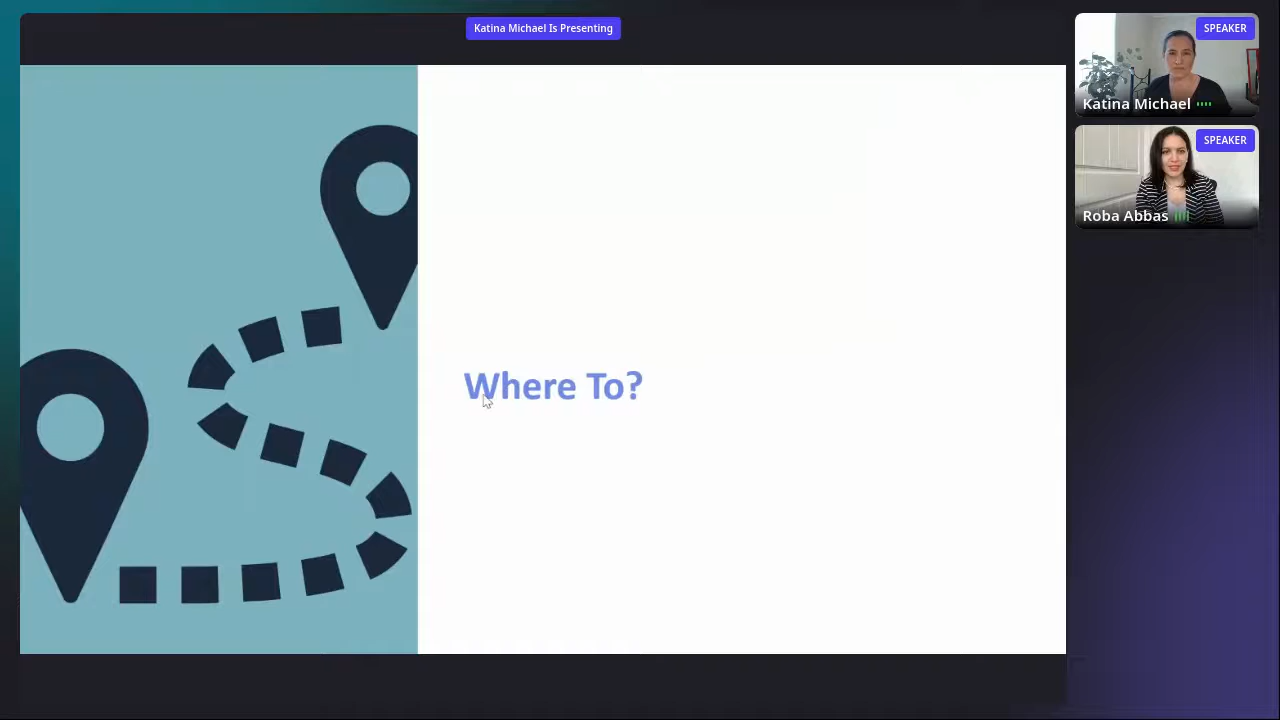 Katina Michael Is Presenting
SPEAKER
Katina Michael
SPEAKER
Roba Abbas
Where To?